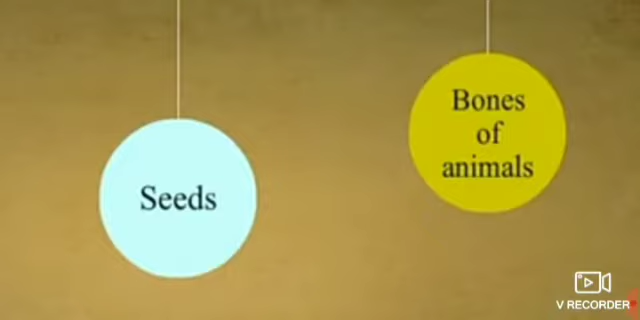 Seeds
Bones
of
animals
V RECORDER